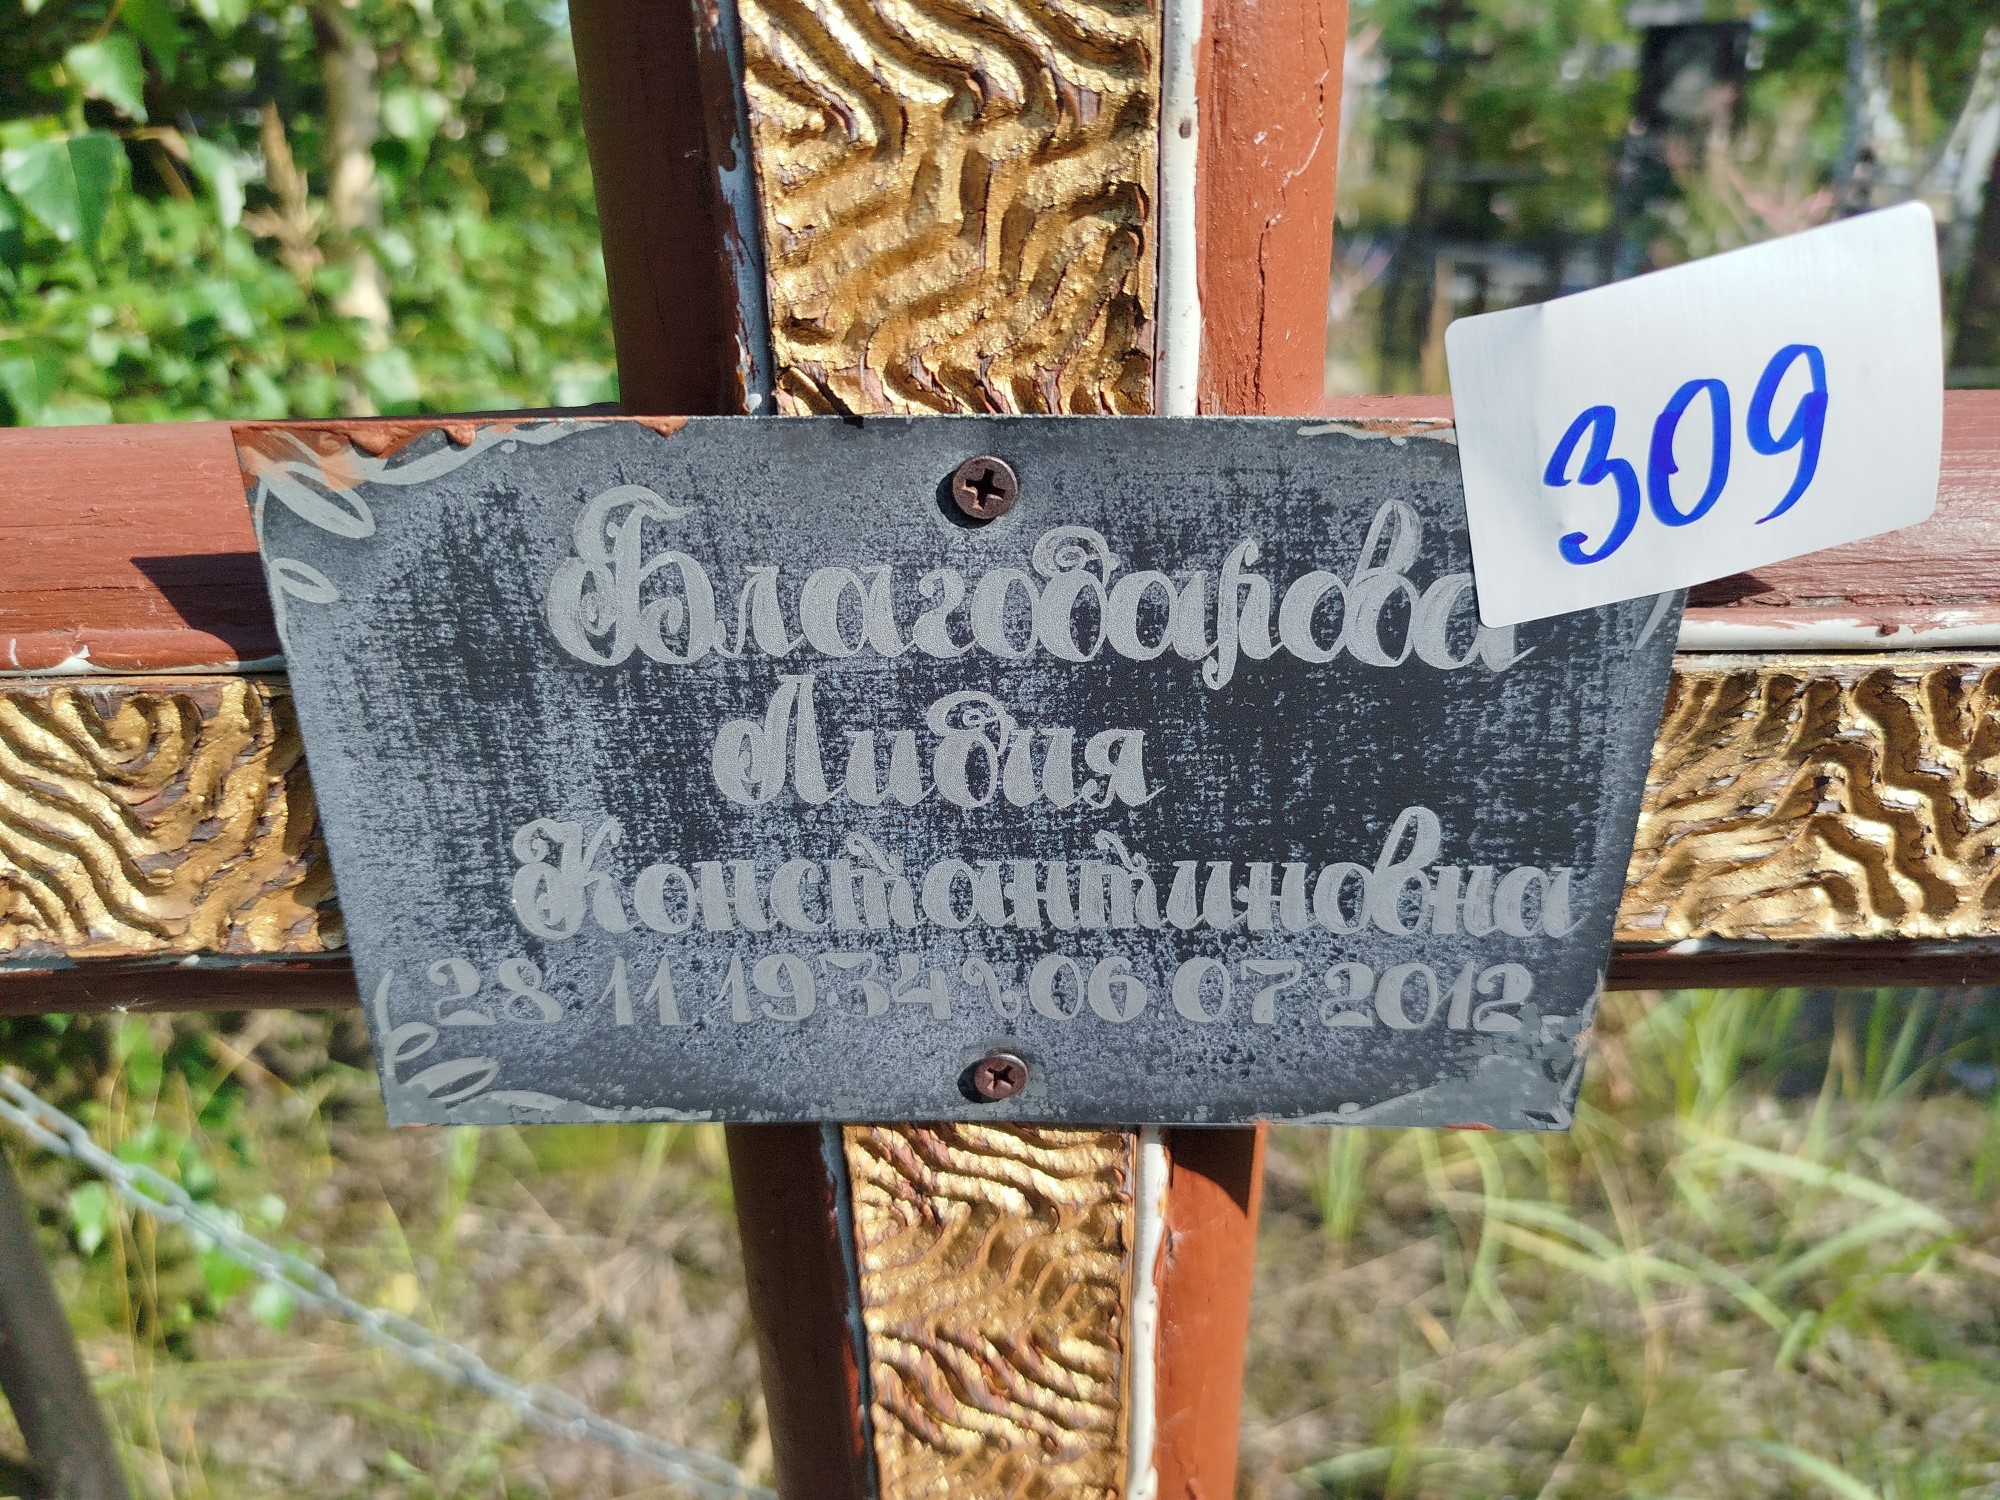 309
Благодарова
Лидия
Константиновна
28 11 1934 ~ 06.07 2012